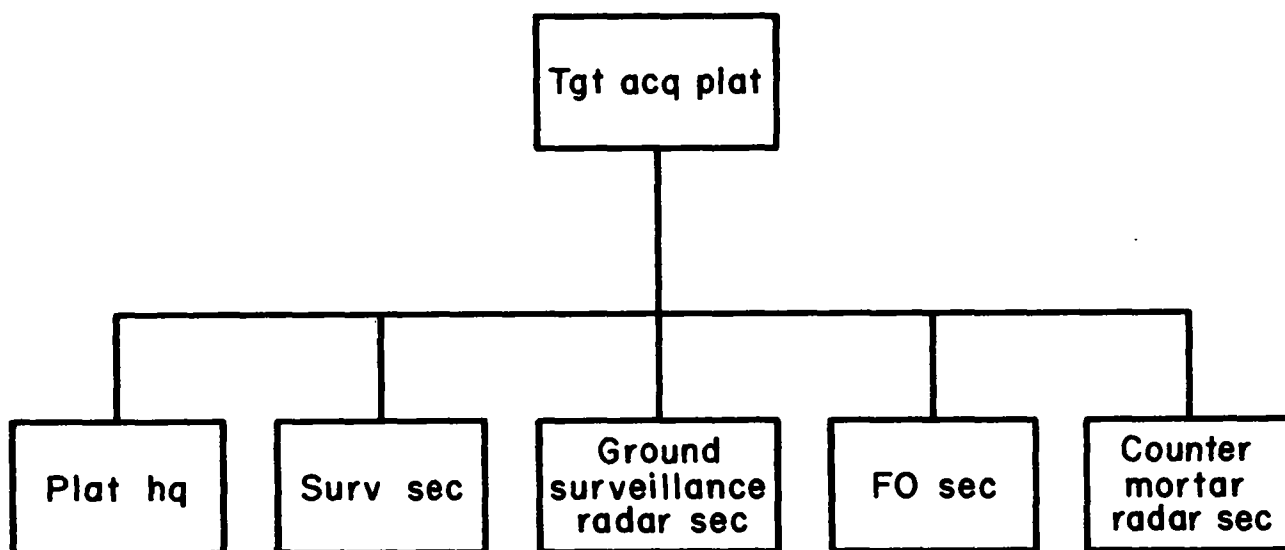 Tgt acq plat
Plat hq
Surv sec
Ground
surveillance
radar sec
FO sec
Counter
mortar
radar sec